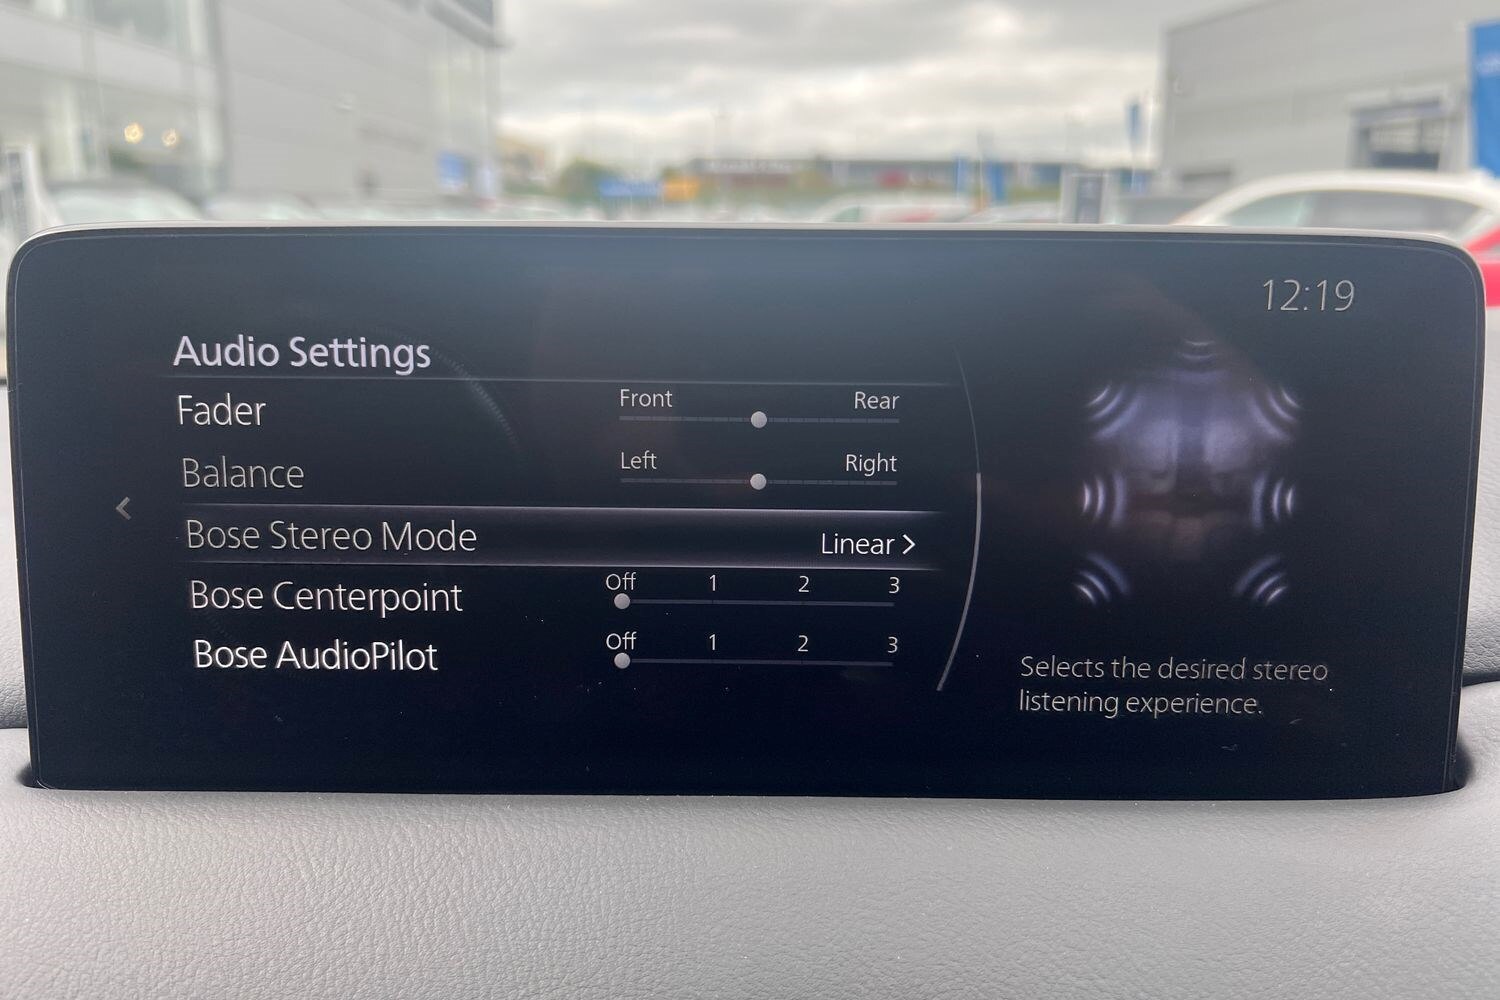 12:19
Audio Settings
Fader Front Rear
Balance Left Right
Bose Stereo Mode Linear >
Bose Centerpoint Off 1 2 3
Bose AudioPilot Off 1 2 3
Selects the desired stereo
listening experience.